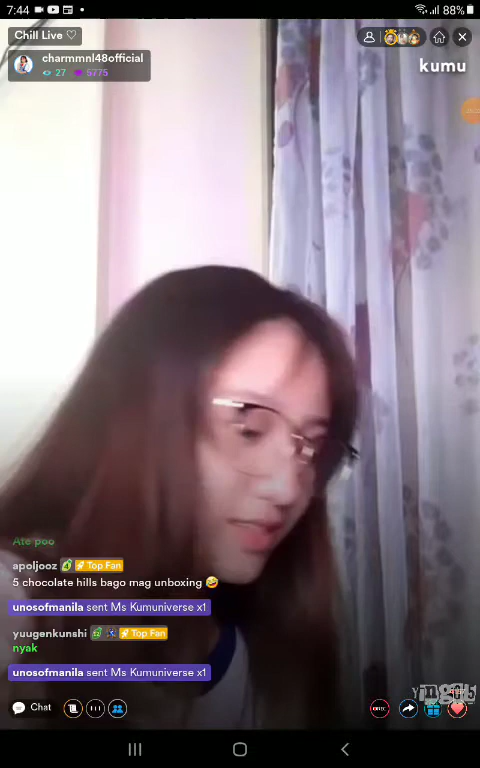 7:44
88%
Chill Live ♡
charmmnl48official
27 5775
kumu
Ate poo
apoljooz Top Fan
5 chocolate hills bago mag unboxing 🤣
unosofmanila sent Ms Kumuniverse x1
yuugenkunshi Top Fan
nyak
unosofmanila sent Ms Kumuniverse x1
Chat